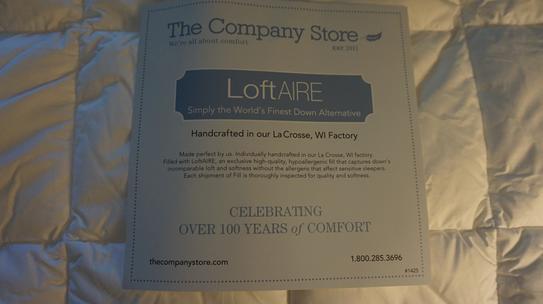 The Company Store
We're all about comfort
EST 1911
LoftAIRE
Simply the World's Finest Down Alternative
Handcrafted in our La Crosse, WI Factory
Made perfect by us. Individually handcrafted in our La Crosse, WI factory.
Filled with LoftAIRE, an exclusive high-quality, hypoallergenic fill that captures down's
incomparable loft and softness without the allergens that affect sensitive sleepers.
Each shipment of Fill is thoroughly inspected for quality and softness.
CELEBRATING
OVER 100 YEARS of COMFORT
thecompanystore.com
1.800.285.3696
#1425